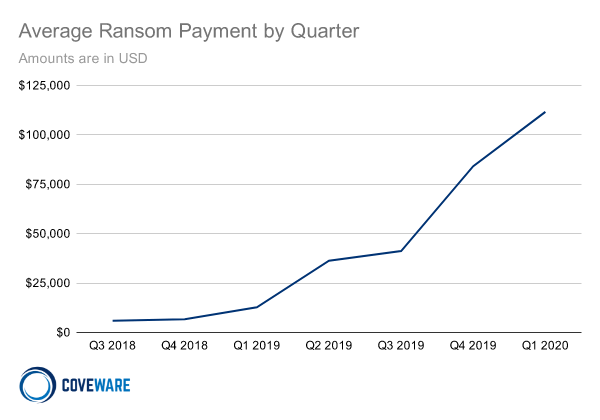 Average Ransom Payment by Quarter
Amounts are in USD
$125,000
$100,000
$75,000
$50,000
$25,000
$0
Q3 2018 Q4 2018 Q1 2019 Q2 2019 Q3 2019 Q4 2019 Q1 2020
COVEWARE